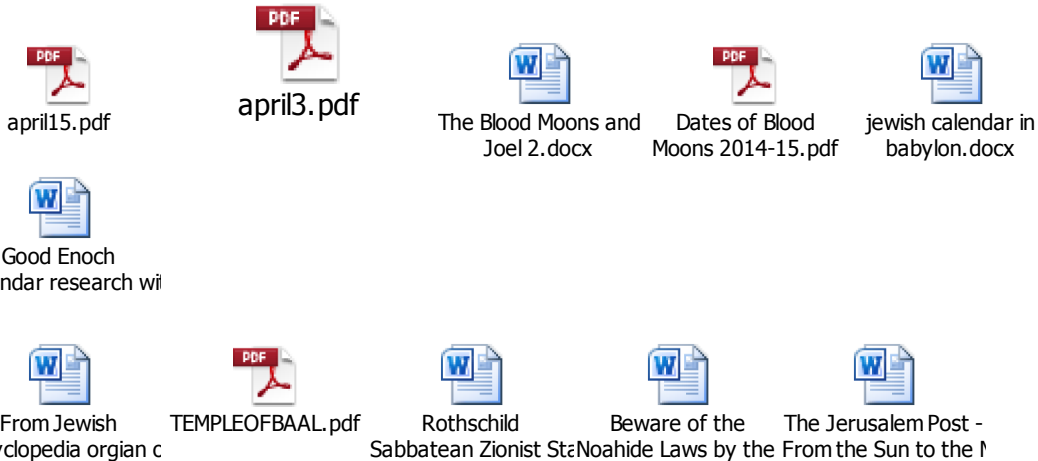 PDF
april15.pdf
PDF
april3.pdf
W
The Blood Moons and
Joel 2.docx
PDF
Dates of Blood
Moons 2014-15.pdf
W
jewish calendar in
babylon.docx
W
Good Enoch
ndar research wit
W
From Jewish
yclopedia orgian o
PDF
TEMPLEOFBAAL.pdf
W
Rothschild
Sabbatean Zionist Sta
W
Beware of the
Noahide Laws by the
W
The Jerusalem Post -
From the Sun to the